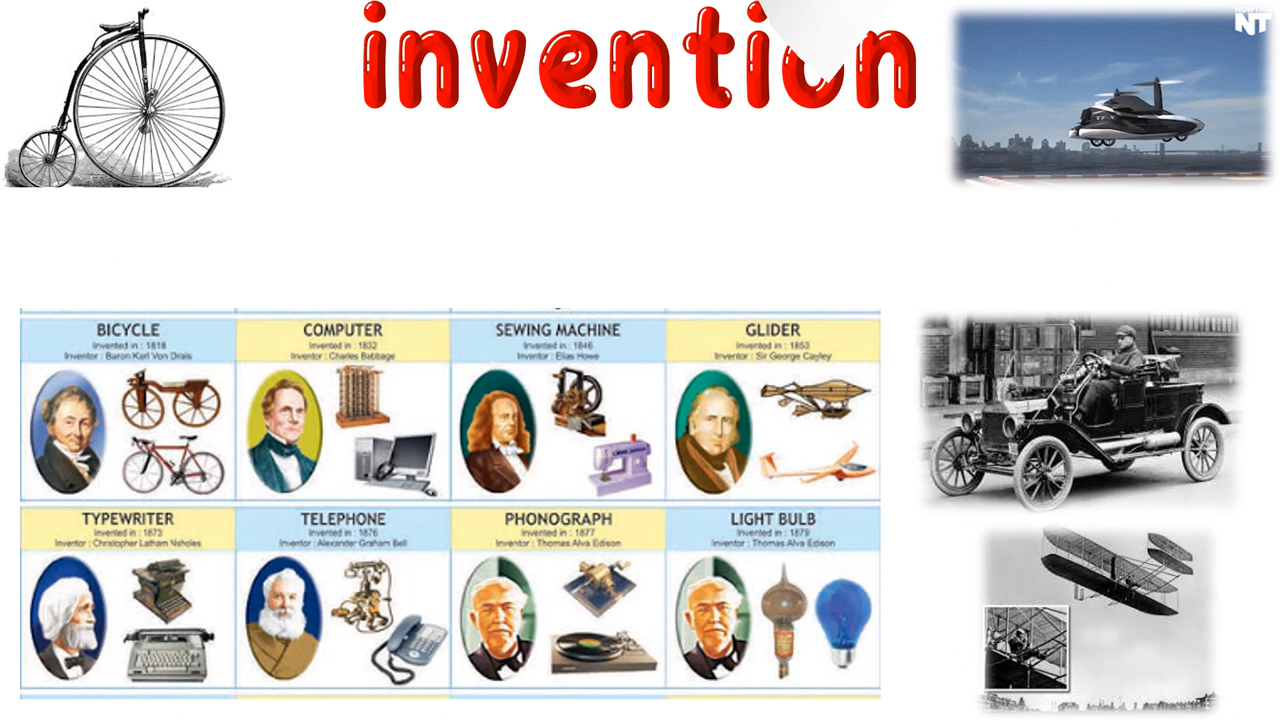 invention
NT
BICYCLE
Invented in : 1818
Inventor : Baron Karl Von Drais
COMPUTER
Invented in : 1832
Inventor : Charles Babbage
SEWING MACHINE
Invented in : 1846
Inventor : Elias Howe
GLIDER
Invented in : 1853
Inventor : Sir George Cayley
TYPEWRITER
Invented in : 1873
Inventor : Christopher Latham Nsholes
TELEPHONE
Invented in : 1876
Inventor : Alexander Graham Bell
PHONOGRAPH
Invented in : 1877
Inventor : Thomas Alva Edison
LIGHT BULB
Invented in : 1879
Inventor : Thomas Alva Edison